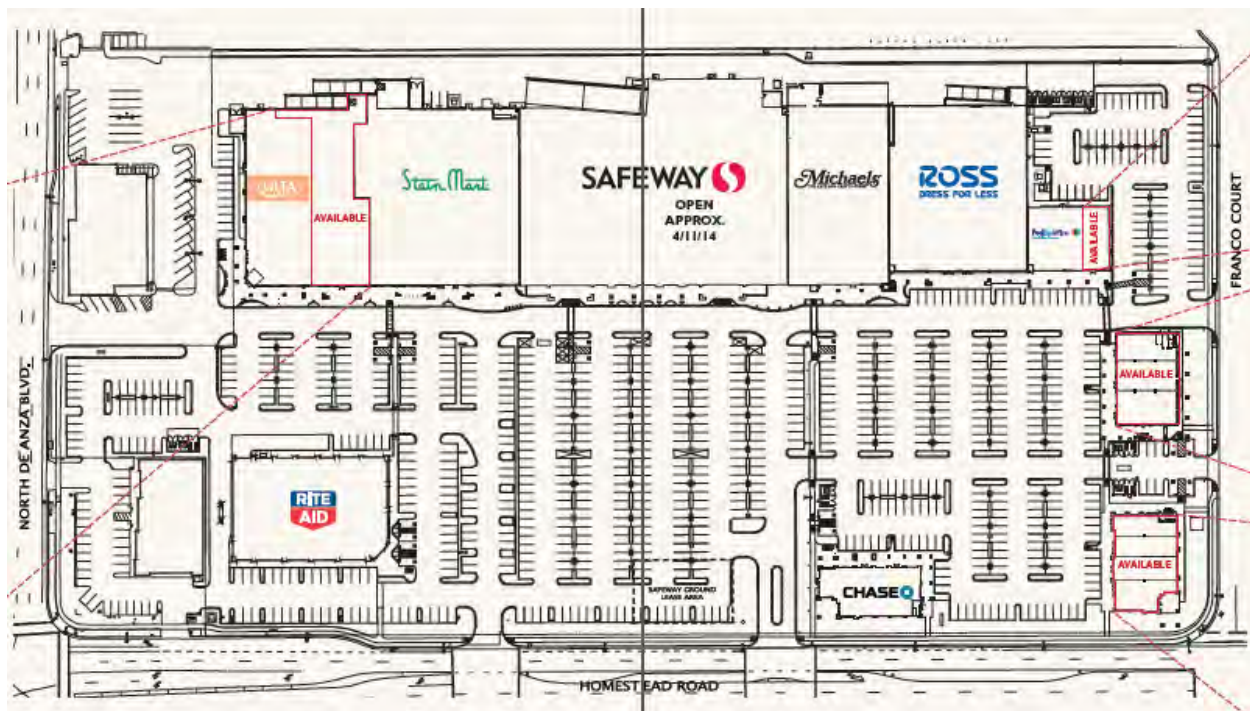 ULTA
AVAILABLE
Stein Mart
SAFEWAY
OPEN
APPROX.
4/11/14
Michaels
ROSS
DRESS FOR LESS
AVAILABLE
FRANCO COURT
NORTH DE ANZA BLVD.
AVAILABLE
RITE
AID
AVAILABLE
CHASE
SAFEWAY GROUND
LEASE AREA
HOMESTEAD ROAD